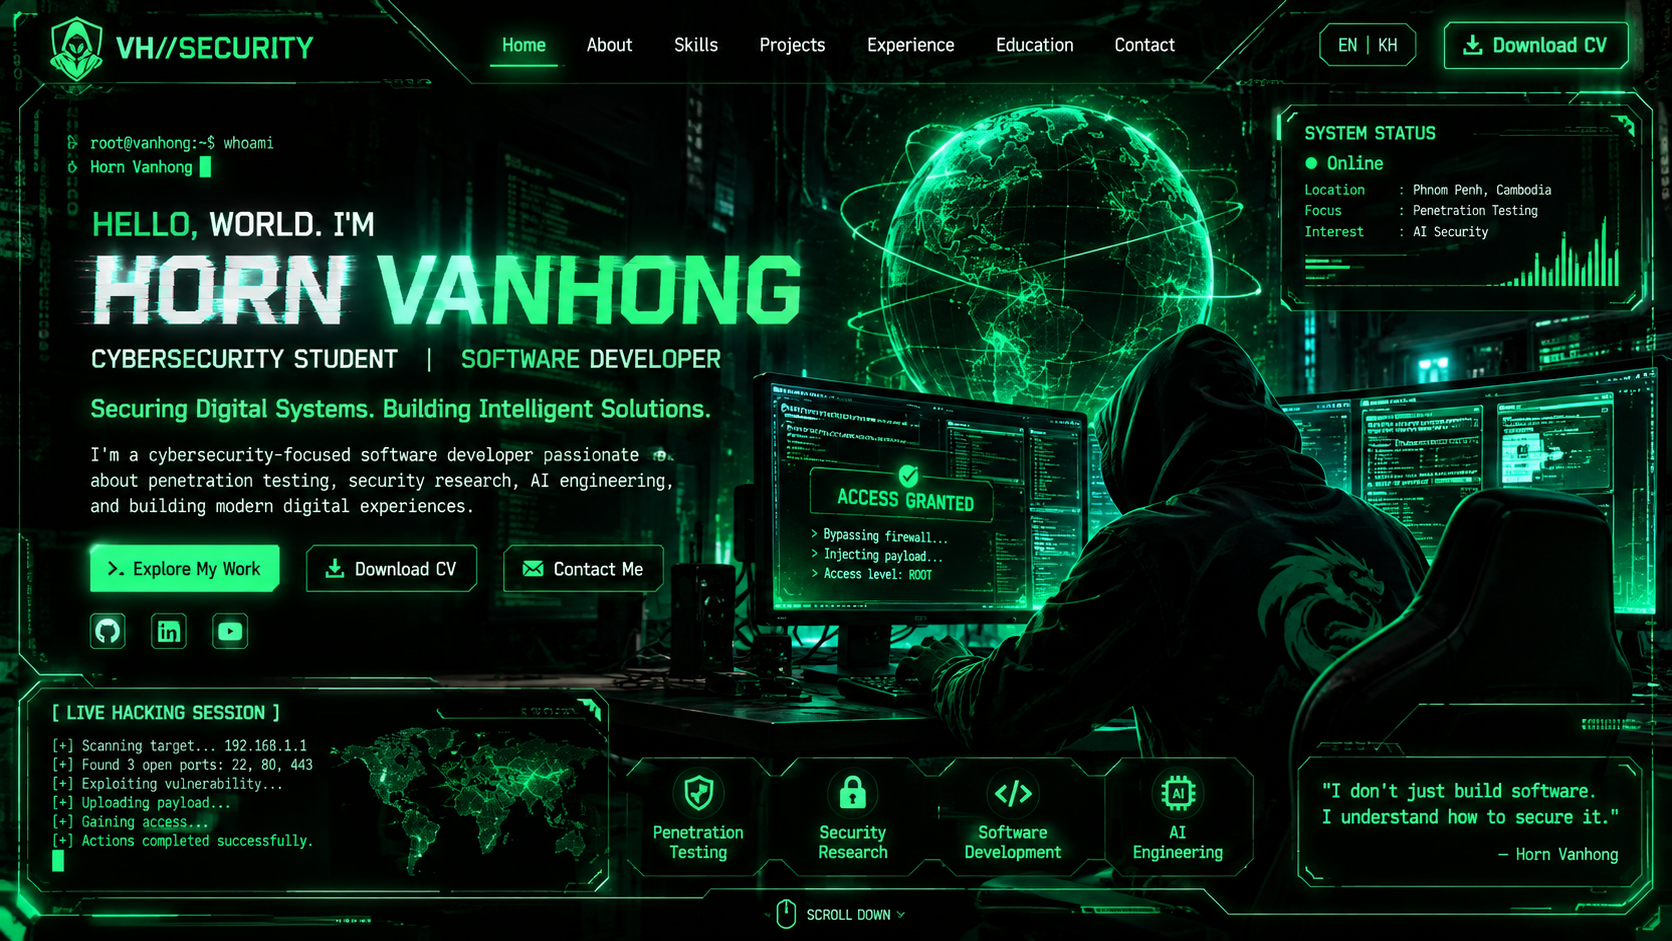 VH//SECURITY
Home
About
Skills
Projects
Experience
Education
Contact
EN | KH
Download CV
root@vanhong:~$ whoami
Horn Vanhong
HELLO, WORLD. I'M
HORN VANHONG
CYBERSECURITY STUDENT | SOFTWARE DEVELOPER
Securing Digital Systems. Building Intelligent Solutions.
I'm a cybersecurity-focused software developer passionate
about penetration testing, security research, AI engineering,
and building modern digital experiences.
>. Explore My Work
Download CV
Contact Me
SYSTEM STATUS
Online
Location : Phnom Penh, Cambodia
Focus : Penetration Testing
Interest : AI Security
ACCESS GRANTED
> Bypassing firewall...
> Injecting payload...
> Access level: ROOT
[ LIVE HACKING SESSION ]
[+] Scanning target... 192.168.1.1
[+] Found 3 open ports: 22, 80, 443
[+] Exploiting vulnerability...
[+] Uploading payload...
[+] Gaining access...
[+] Actions completed successfully.
Penetration
Testing
Security
Research
Software
Development
AI
AI
Engineering
"I don't just build software.
I understand how to secure it."
— Horn Vanhong
SCROLL DOWN